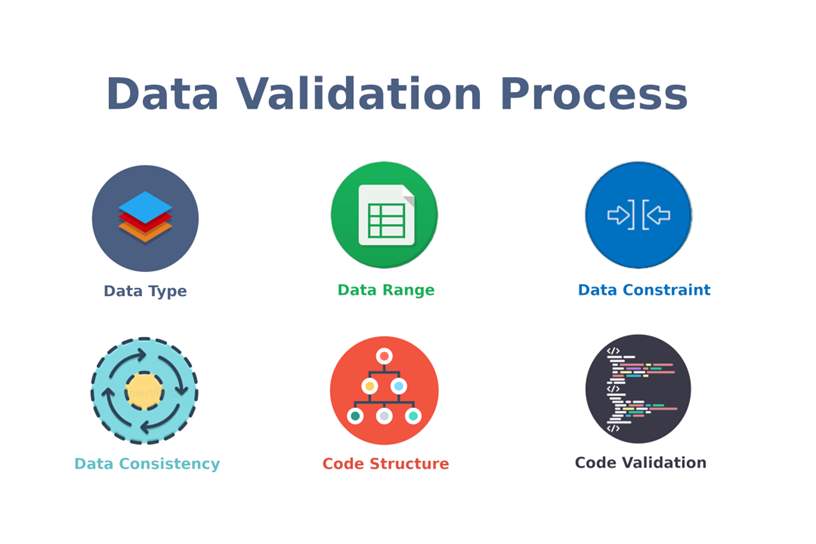 Data Validation Process
Data Type
Data Range
Data Constraint
Data Consistency
Code Structure
Code Validation